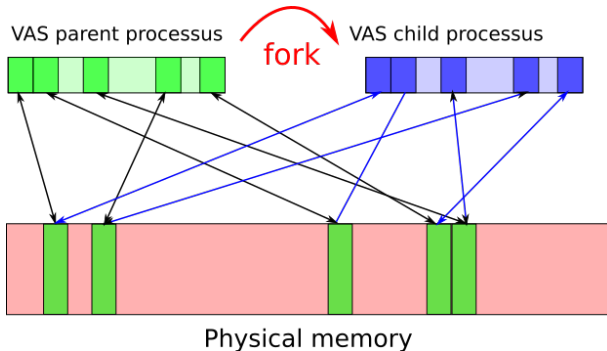 VAS parent processus
fork
VAS child processus
Physical memory